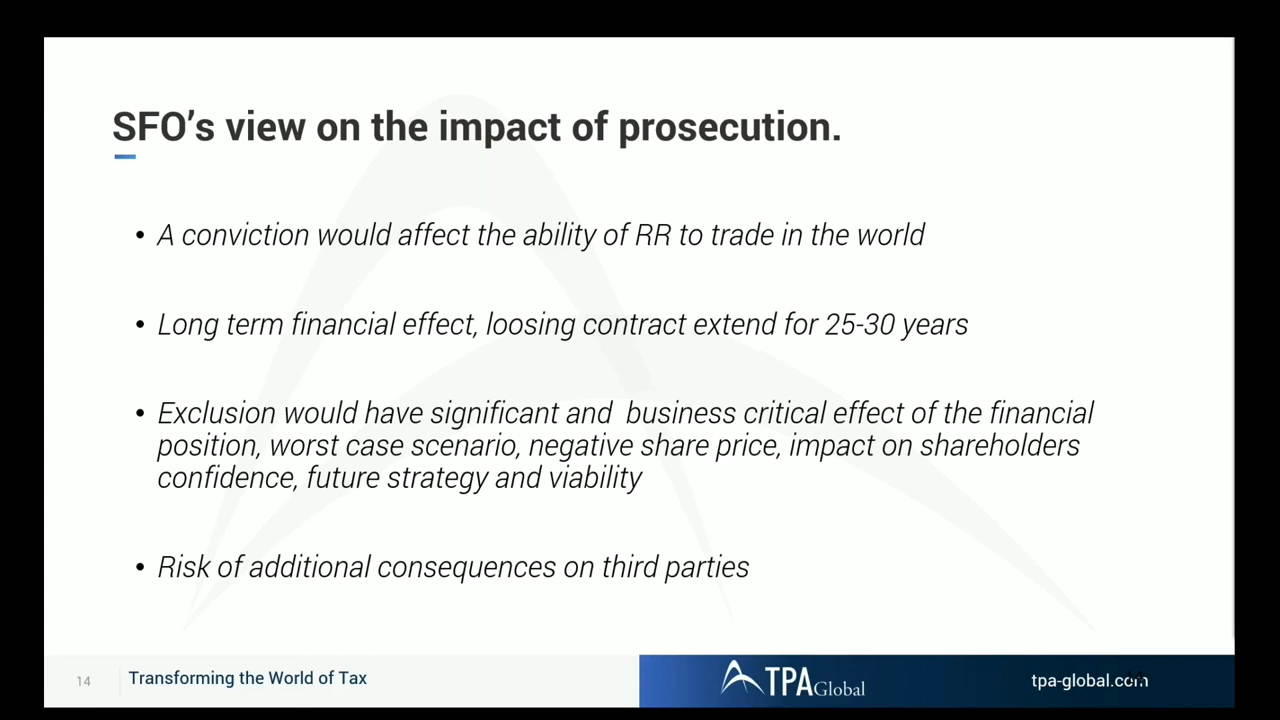 SFO’s view on the impact of prosecution.
• A conviction would affect the ability of RR to trade in the world
• Long term financial effect, loosing contract extend for 25-30 years
• Exclusion would have significant and  business critical effect of the financial
position, worst case scenario, negative share price, impact on shareholders
confidence, future strategy and viability
• Risk of additional consequences on third parties
14
Transforming the World of Tax
TPA Global
tpa-global.com